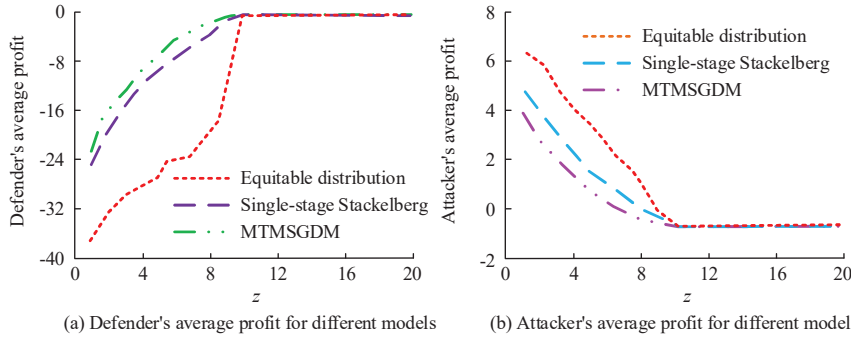 Defender's average profit
0
-8
-16
-24
-32
-40
0
4
8
12
16
20
z
Equitable distribution
Single-stage Stackelberg
MTMSGDM
(a) Defender's average profit for different models
Attacker's average profit
8
6
4
2
0
-2
0
4
8
12
16
20
z
Equitable distribution
Single-stage Stackelberg
MTMSGDM
(b) Attacker's average profit for different model